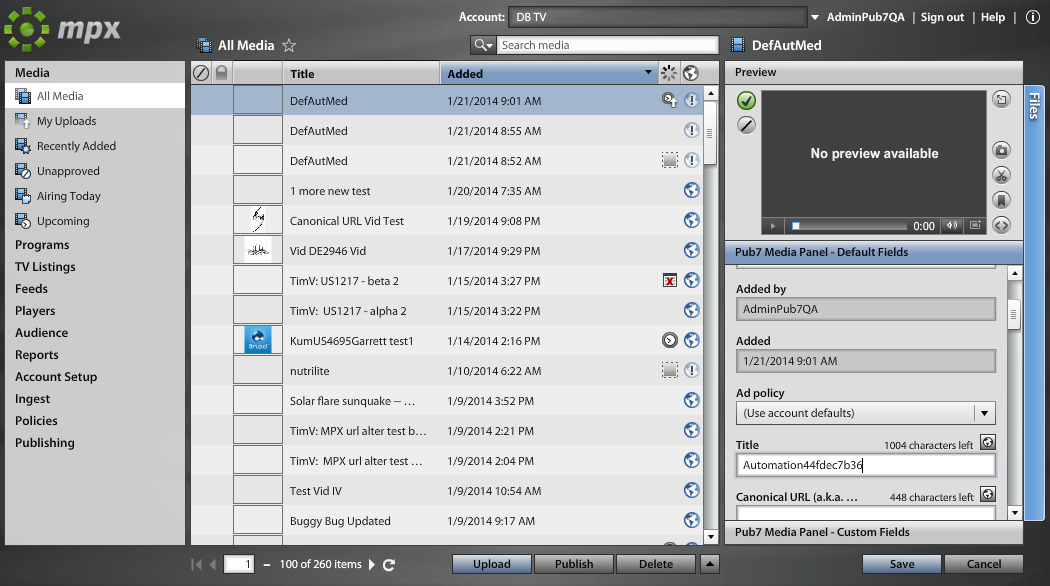 mpx
Account: DB TV AdminPub7QA | Sign out | Help |
All Media
Search media
DefAutMed
Media
All Media
My Uploads
Recently Added
Unapproved
Airing Today
Upcoming
Programs
TV Listings
Feeds
Players
Audience
Reports
Account Setup
Ingest
Policies
Publishing
Title Added
DefAutMed 1/21/2014 9:01 AM
DefAutMed 1/21/2014 8:55 AM
DefAutMed 1/21/2014 8:52 AM
1 more new test 1/20/2014 7:35 AM
Canonical URL Vid Test 1/19/2014 9:08 PM
Vid DE2946 Vid 1/17/2014 9:29 PM
TimV: US1217 - beta 2 1/15/2014 3:27 PM
TimV: US1217 - alpha 2 1/15/2014 3:22 PM
KumUS4695Garrett test1 1/14/2014 2:16 PM
nutrilite 1/10/2014 6:22 AM
Solar flare sunquake -- ... 1/9/2014 3:52 PM
TimV: MPX url alter test b... 1/9/2014 2:21 PM
TimV: MPX url alter test ... 1/9/2014 2:04 PM
Test Vid IV 1/9/2014 10:54 AM
Buggy Bug Updated 1/9/2014 9:17 AM
Preview
No preview available
0:00
Files
Pub7 Media Panel - Default Fields
Added by
AdminPub7QA
Added
1/21/2014 9:01 AM
Ad policy
(Use account defaults)
Title 1004 characters left
Automation44fdec7b36
Canonical URL (a.k.a. ... 448 characters left
Pub7 Media Panel - Custom Fields
1 – 100 of 260 items
Upload Publish Delete
Save Cancel